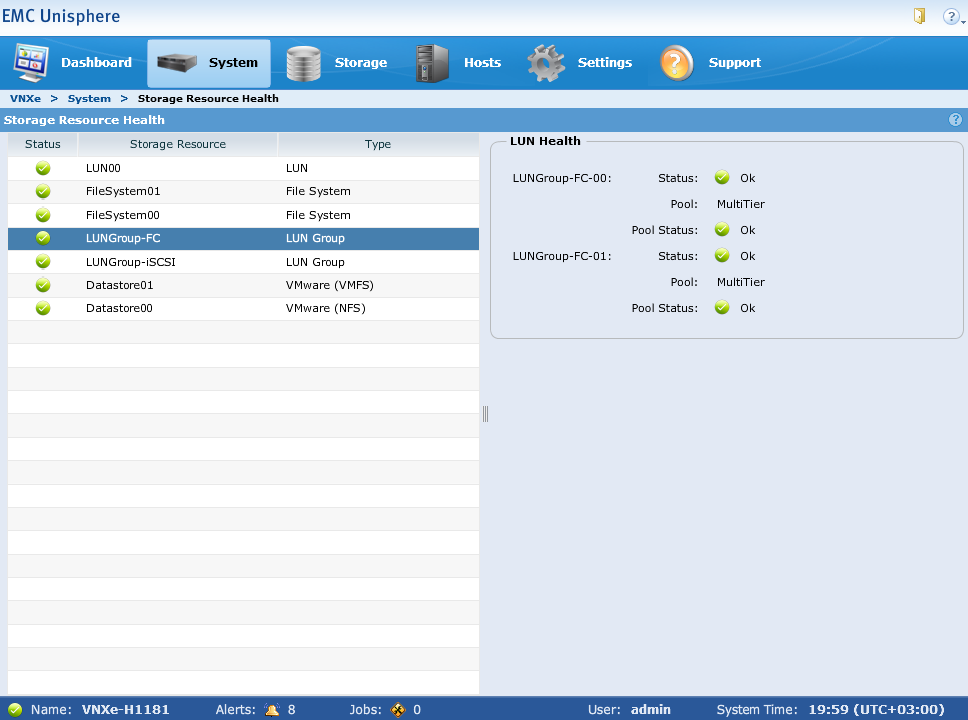 EMC Unisphere
Dashboard System Storage Hosts Settings Support
VNXe > System > Storage Resource Health
Storage Resource Health
Status Storage Resource Type
LUN00 LUN
FileSystem01 File System
FileSystem00 File System
LUNGroup-FC LUN Group
LUNGroup-iSCSI LUN Group
Datastore01 VMware (VMFS)
Datastore00 VMware (NFS)
LUN Health
LUNGroup-FC-00: Status: Ok
Pool: MultiTier
Pool Status: Ok
LUNGroup-FC-01: Status: Ok
Pool: MultiTier
Pool Status: Ok
Name: VNXe-H1181 Alerts: 8 Jobs: 0 User: admin System Time: 19:59 (UTC+03:00)